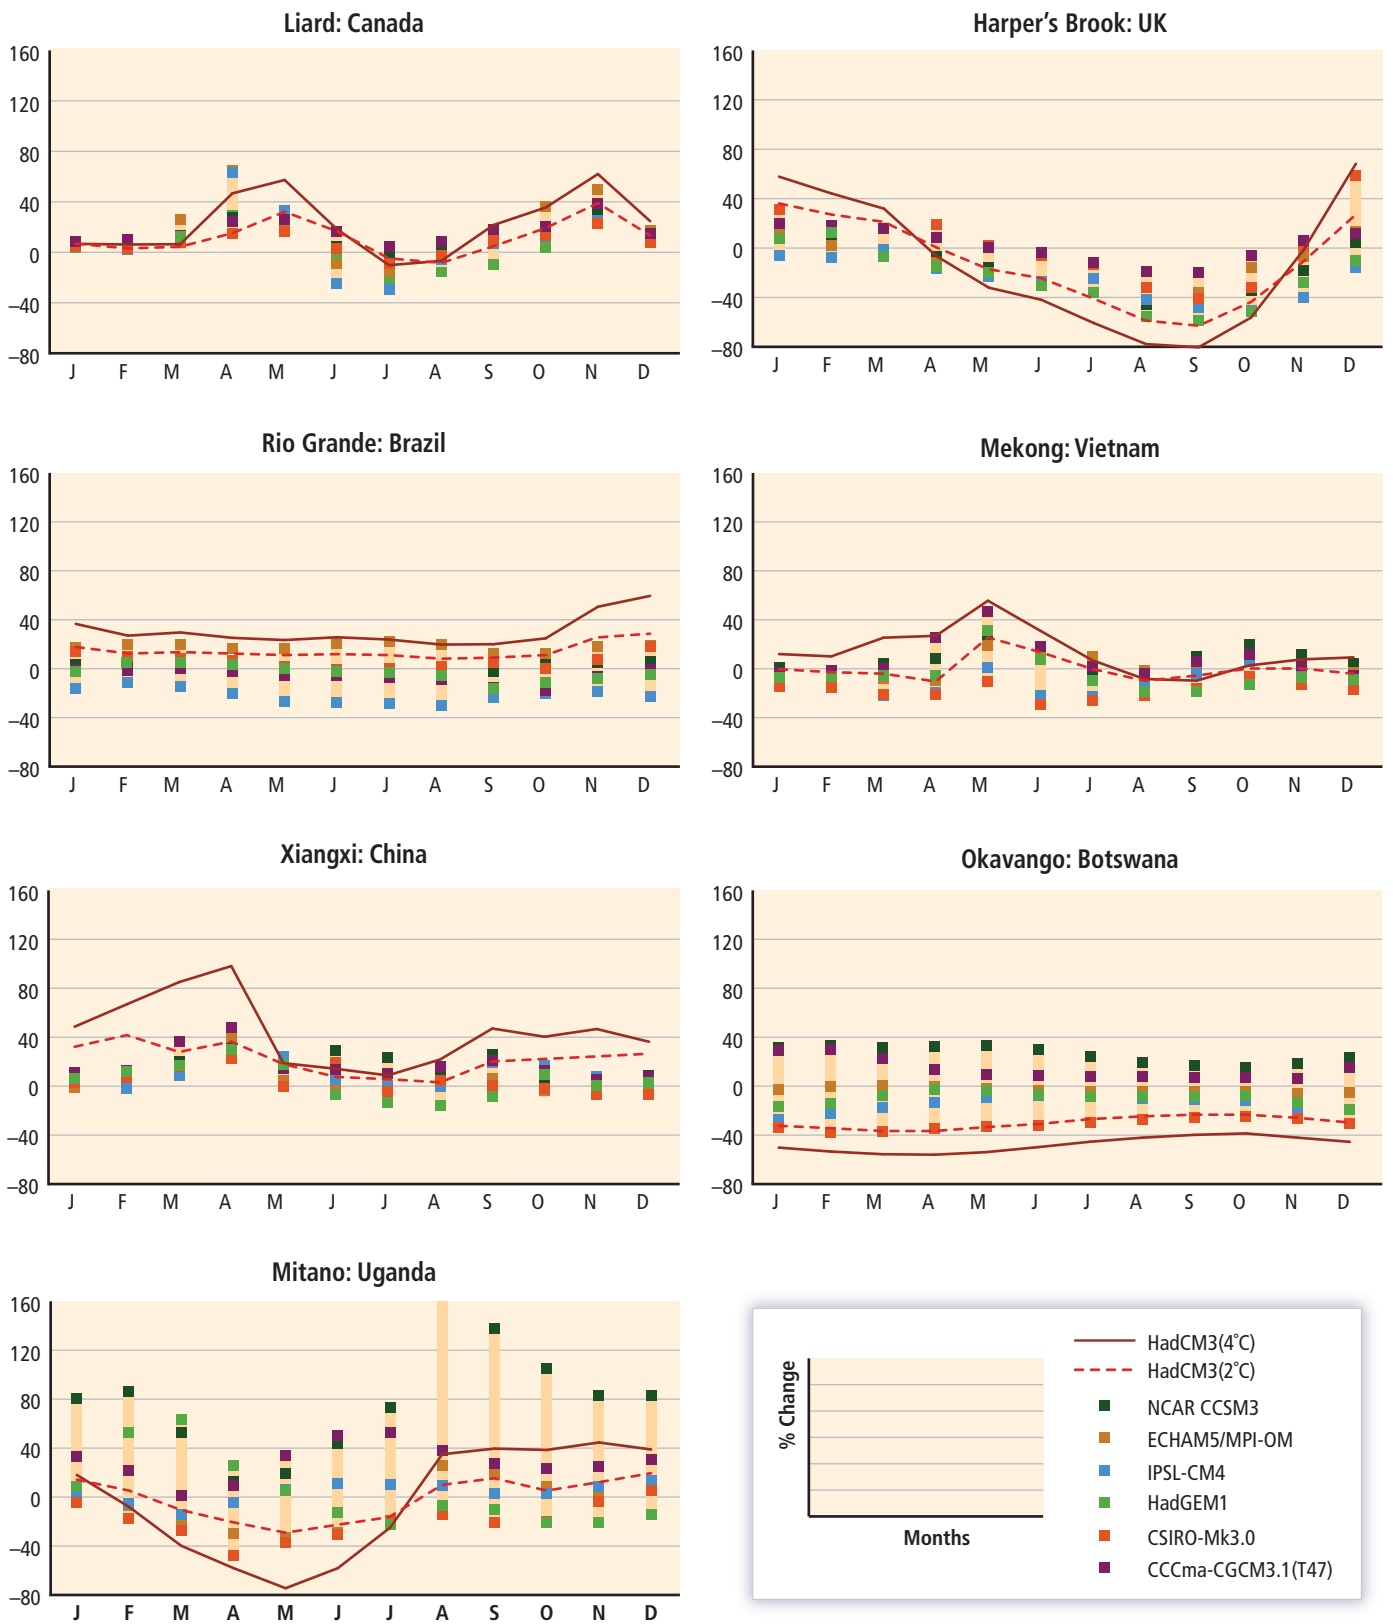 Liard: Canada
160
120
80
40
0
–40
–80
J F M A M J J A S O N D
Harper's Brook: UK
160
120
80
40
0
–40
–80
J F M A M J J A S O N D
Rio Grande: Brazil
160
120
80
40
0
–40
–80
J F M A M J J A S O N D
Mekong: Vietnam
160
120
80
40
0
–40
–80
J F M A M J J A S O N D
Xiangxi: China
160
120
80
40
0
–40
–80
J F M A M J J A S O N D
Okavango: Botswana
160
120
80
40
0
–40
–80
J F M A M J J A S O N D
Mitano: Uganda
160
120
80
40
0
–40
–80
J F M A M J J A S O N D
% Change
Months
HadCM3(4°C)
HadCM3(2°C)
NCAR CCSM3
ECHAM5/MPI-OM
IPSL-CM4
HadGEM1
CSIRO-Mk3.0
CCCma-CGCM3.1(T47)